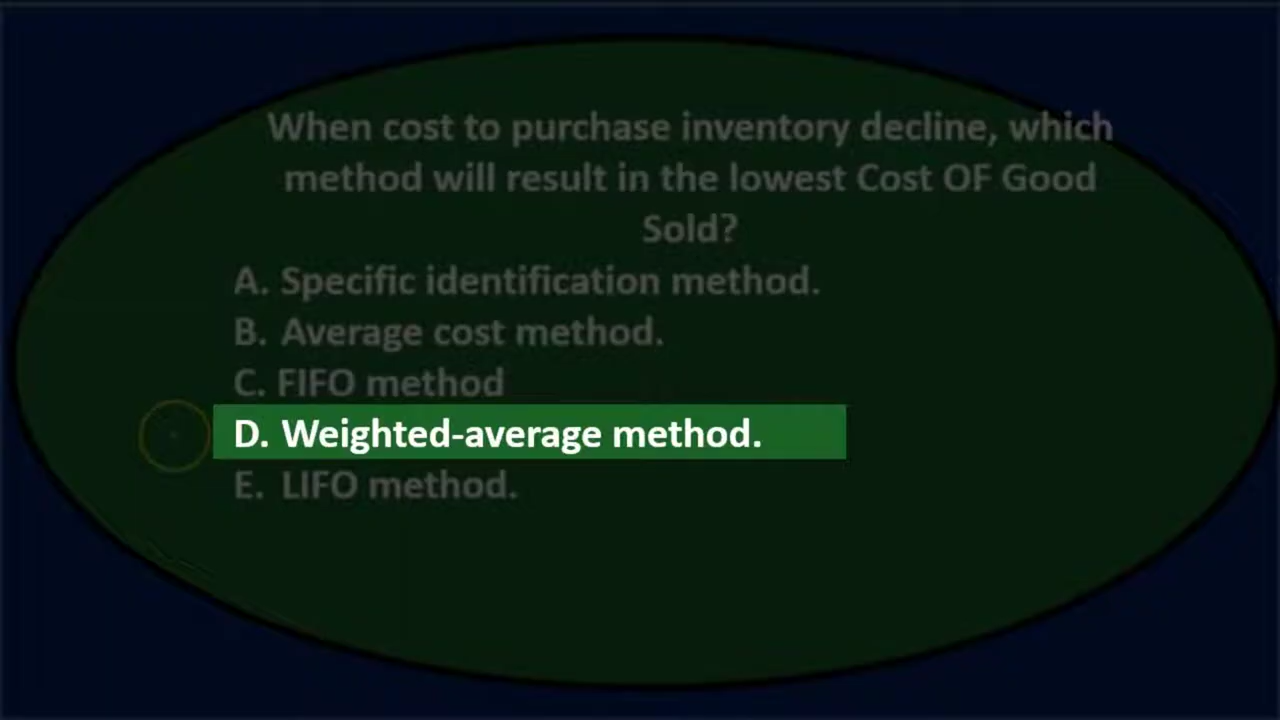 When cost to purchase inventory decline, which
method will result in the lowest Cost OF Good
Sold?
A. Specific identification method.
B. Average cost method.
C. FIFO method
D. Weighted-average method.
E. LIFO method.